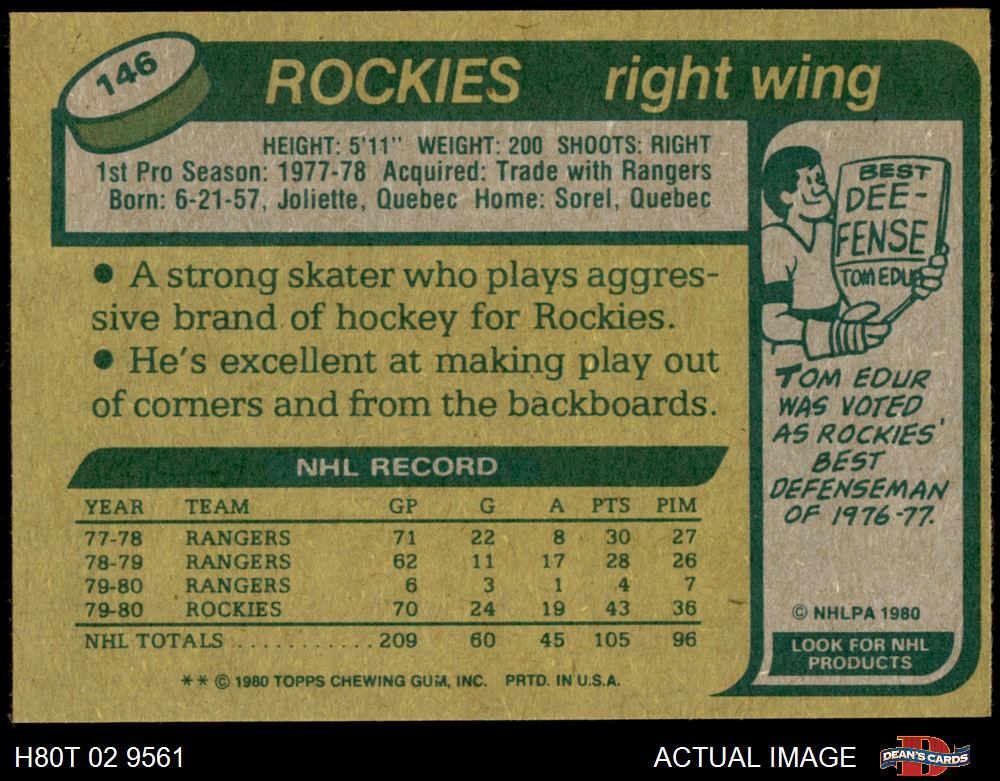 146
ROCKIES right wing
HEIGHT: 5'11" WEIGHT: 200 SHOOTS: RIGHT
1st Pro Season: 1977-78 Acquired: Trade with Rangers
Born: 6-21-57, Joliette, Quebec Home: Sorel, Quebec
• A strong skater who plays aggres-
sive brand of hockey for Rockies.
• He's excellent at making play out
of corners and from the backboards.
NHL RECORD
YEAR TEAM GP G A PTS PIM
77-78 RANGERS 71 22 8 30 27
78-79 RANGERS 62 11 17 28 26
79-80 RANGERS 6 3 1 4 7
79-80 ROCKIES 70 24 19 43 36
NHL TOTALS ............ 209 60 45 105 96
** © 1980 TOPPS CHEWING GUM, INC. PRTD. IN U.S.A.
BEST
DEE-
FENSE
TOM EDUR
TOM EDUR
WAS VOTED
AS ROCKIES'
BEST
DEFENSEMAN
OF 1976-77.
© NHLPA 1980
LOOK FOR NHL
PRODUCTS
H80T 02 9561
ACTUAL IMAGE
DEAN'S CARDS